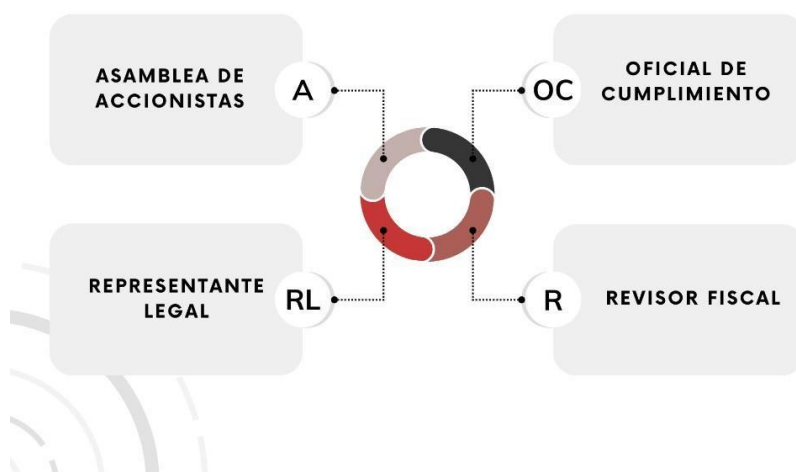 ASAMBLEA DE
ACCIONISTAS
A
OC
OFICIAL DE
CUMPLIMIENTO
REPRESENTANTE
LEGAL
RL
R
REVISOR FISCAL